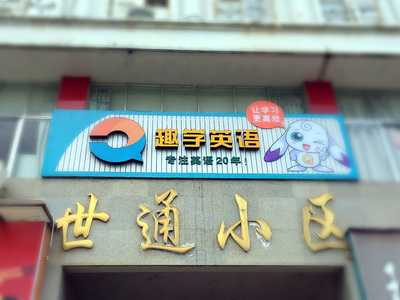 趣学英语
让学习
更高效
专注英语20年!
世通小区